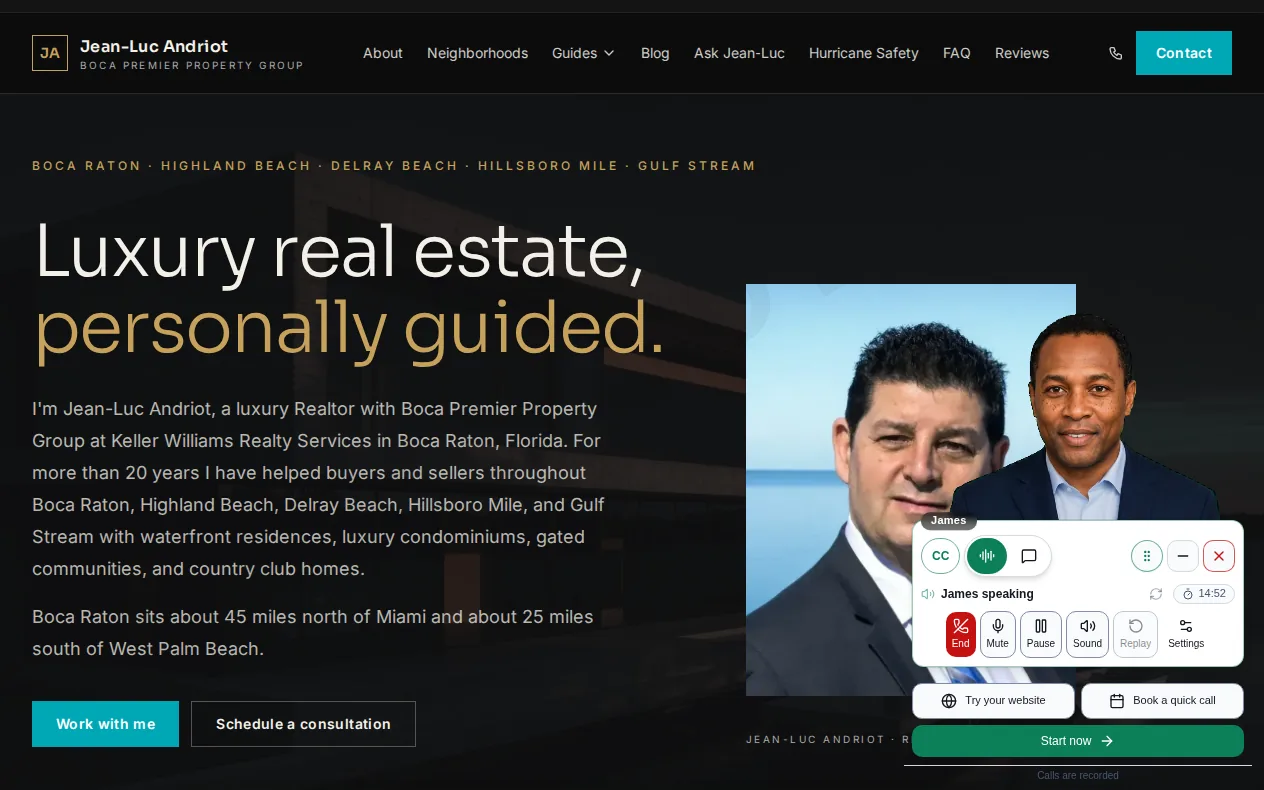 JA
Jean-Luc Andriot
BOCA PREMIER PROPERTY GROUP
About
Neighborhoods
Guides
Blog
Ask Jean-Luc
Hurricane Safety
FAQ
Reviews
Contact
BOCA RATON · HIGHLAND BEACH · DELRAY BEACH · HILLSBORO MILE · GULF STREAM
Luxury real estate,
personally guided.
I'm Jean-Luc Andriot, a luxury Realtor with Boca Premier Property
Group at Keller Williams Realty Services in Boca Raton, Florida. For
more than 20 years I have helped buyers and sellers throughout
Boca Raton, Highland Beach, Delray Beach, Hillsboro Mile, and Gulf
Stream with waterfront residences, luxury condominiums, gated
communities, and country club homes.
Boca Raton sits about 45 miles north of Miami and about 25 miles
south of West Palm Beach.
Work with me
Schedule a consultation
JEAN-LUC ANDRIOT ·
James
CC
James speaking
14:52
End
Mute
Pause
Sound
Replay
Settings
Try your website
Book a quick call
Start now
Calls are recorded